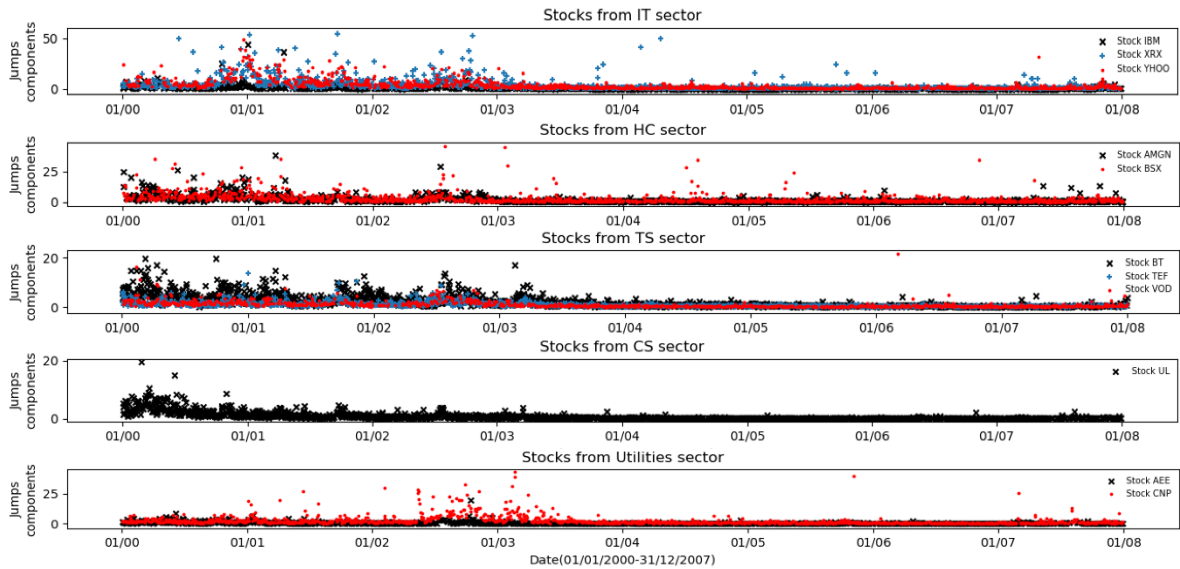 Stocks from IT sector
Jumps
components
50
0
Stock IBM
Stock XRX
Stock YHOO
01/00 01/01 01/02 01/03 01/04 01/05 01/06 01/07 01/08
Stocks from HC sector
Jumps
components
25
0
Stock AMGN
Stock BSX
01/00 01/01 01/02 01/03 01/04 01/05 01/06 01/07 01/08
Stocks from TS sector
Jumps
components
20
0
Stock BT
Stock TEF
Stock VOD
01/00 01/01 01/02 01/03 01/04 01/05 01/06 01/07 01/08
Stocks from CS sector
Jumps
components
20
0
Stock UL
01/00 01/01 01/02 01/03 01/04 01/05 01/06 01/07 01/08
Stocks from Utilities sector
Jumps
components
25
0
Stock AEE
Stock CNP
01/00 01/01 01/02 01/03 01/04 01/05 01/06 01/07 01/08
Date(01/01/2000-31/12/2007)